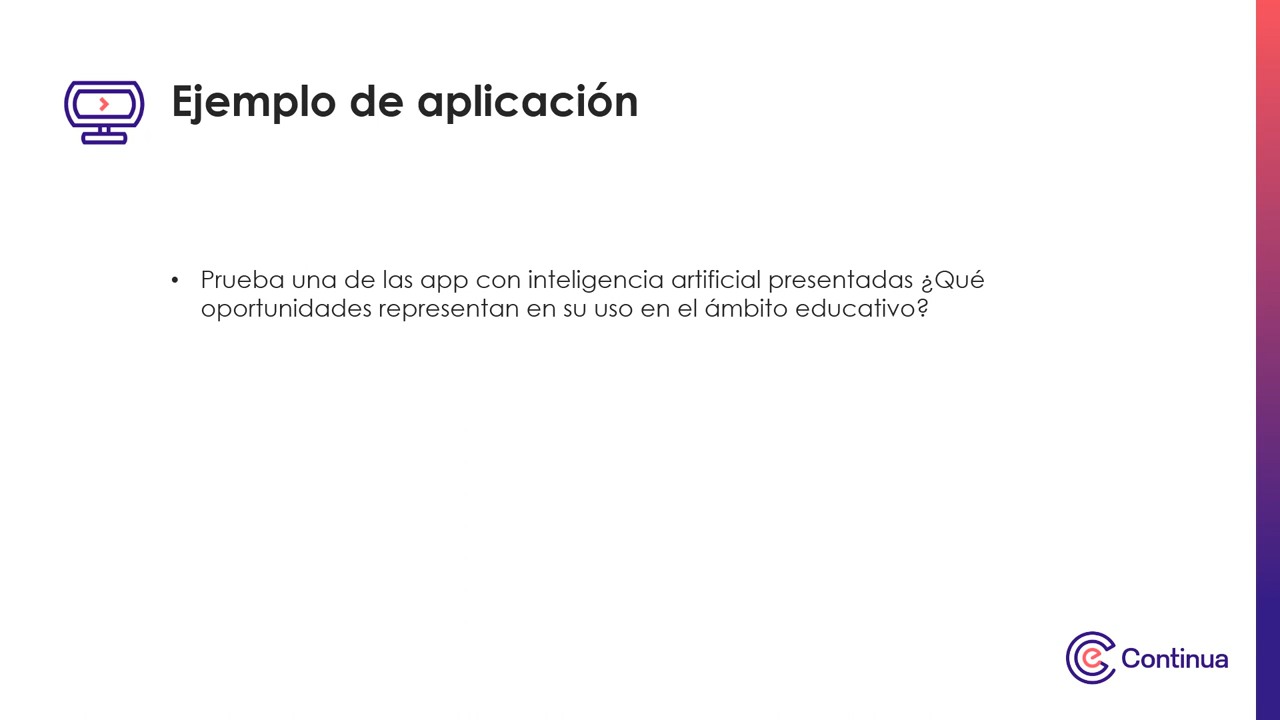 Ejemplo de aplicación
• Prueba una de las app con inteligencia artificial presentadas ¿Qué
oportunidades representan en su uso en el ámbito educativo?
Continua